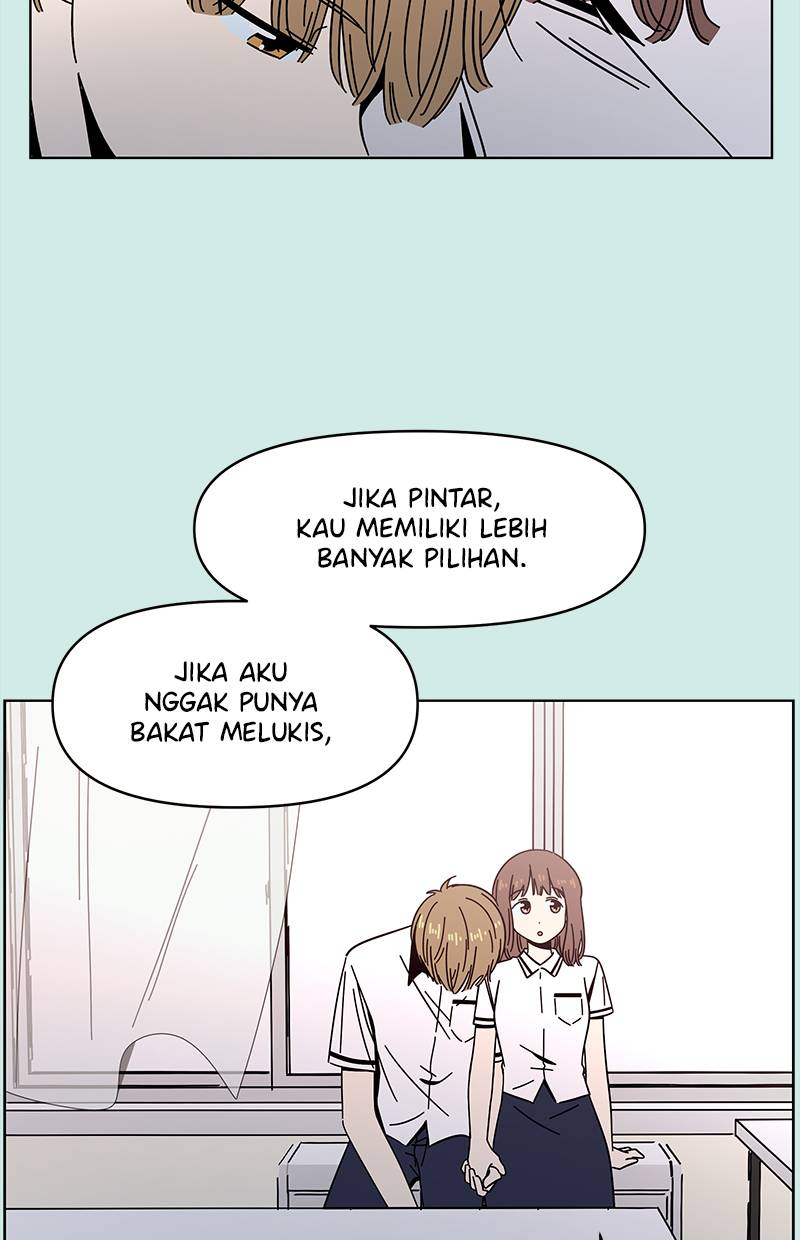 JIKA PINTAR,
KAU MEMILIKI LEBIH
BANYAK PILIHAN.
JIKA AKU
NGGAK PUNYA
BAKAT MELUKIS,